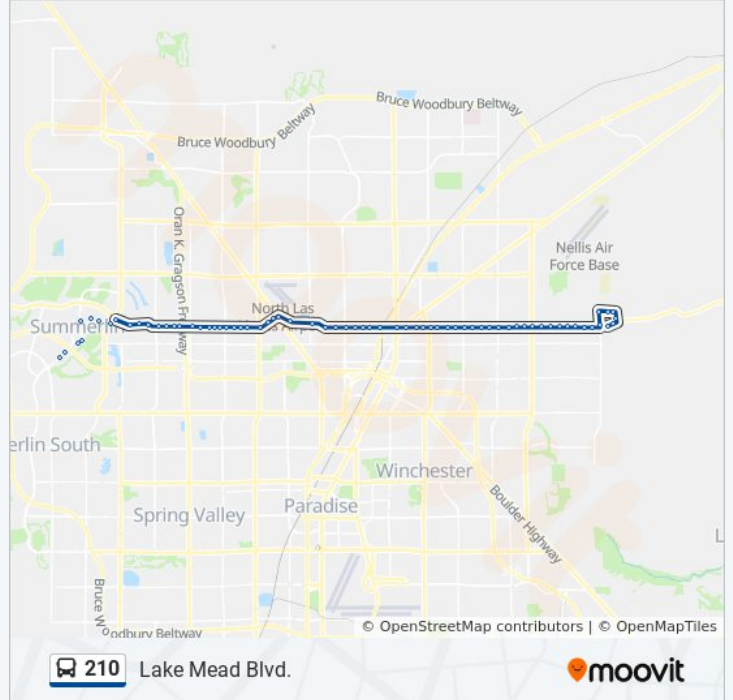 Bruce Woodbury Beltway
Bruce Woodbury Beltway
Oran K. Gragson Freeway
Nellis Air
Force Base
North Las
Summerlin
erlin South
Winchester
Spring Valley
Paradise
Boulder Highway
L
Bruce Woodbury Beltway
© OpenStreetMap contributors | © OpenMapTiles
210 Lake Mead Blvd.
moovit